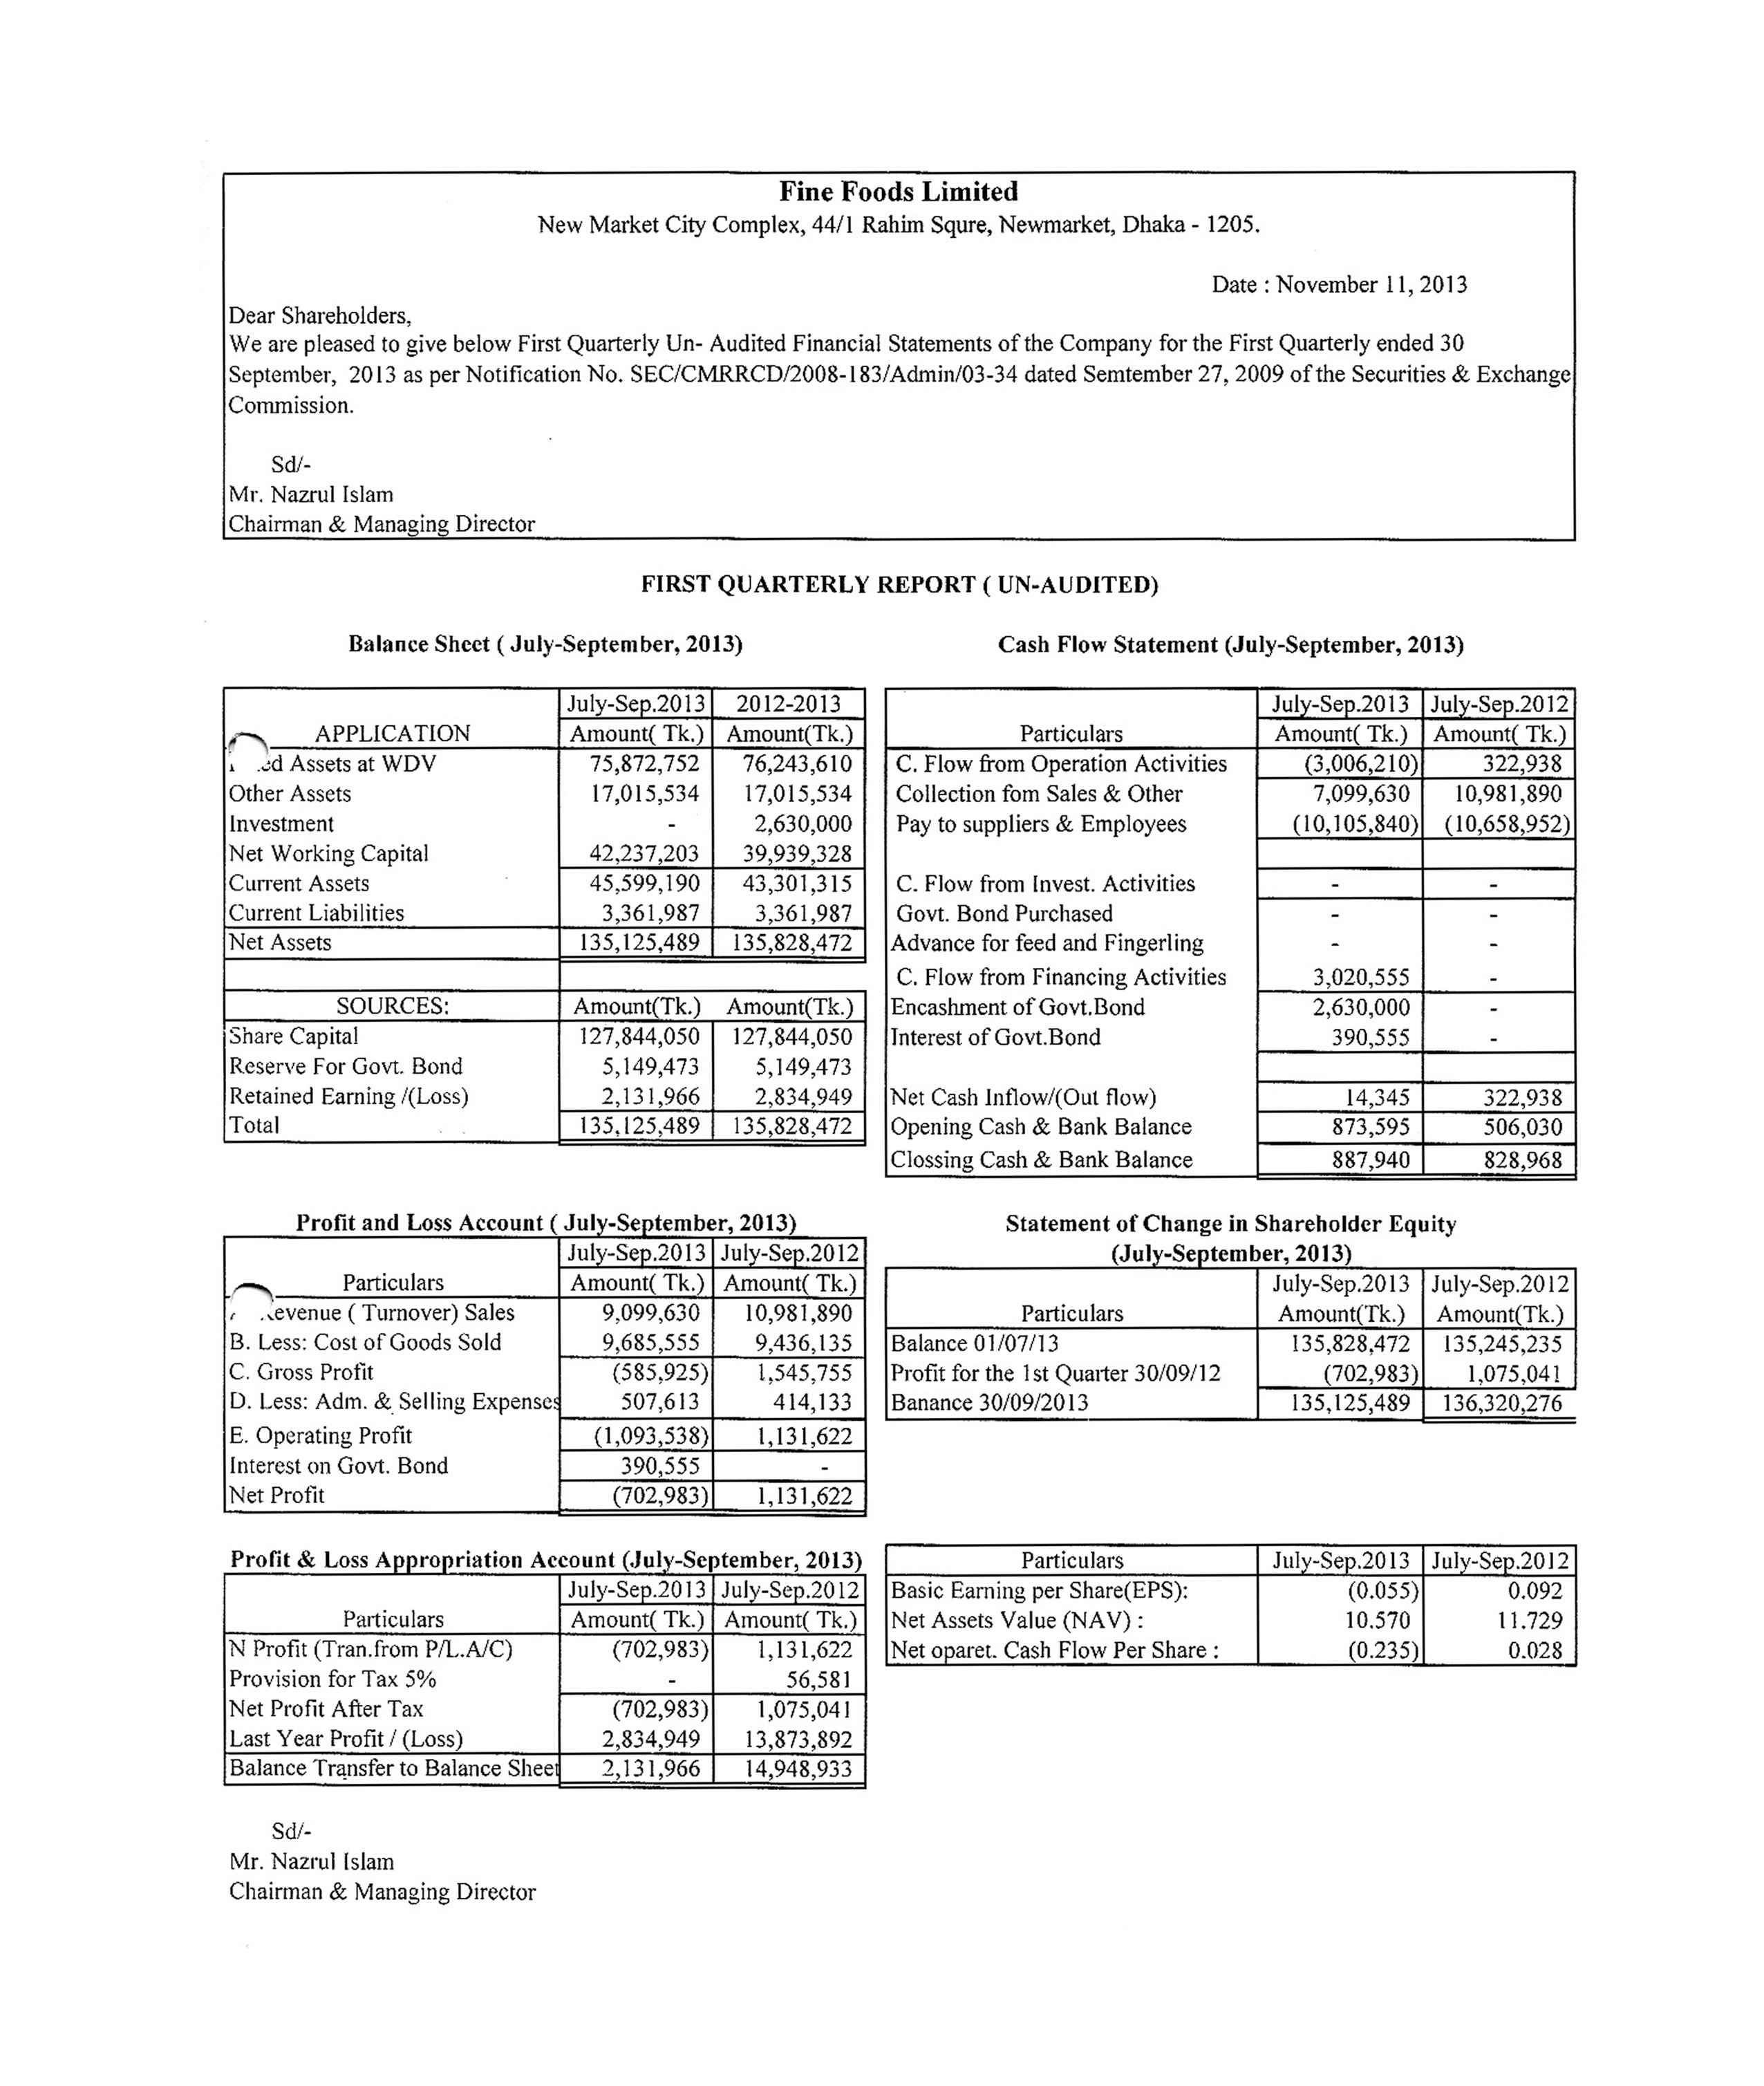 Fine Foods Limited
New Market City Complex, 44/1 Rahim Squre, Newmarket, Dhaka - 1205.
Date : November 11, 2013
Dear Shareholders,
We are pleased to give below First Quarterly Un- Audited Financial Statements of the Company for the First Quarterly ended 30
September, 2013 as per Notification No. SEC/CMRRCD/2008-183/Admin/03-34 dated Semtember 27, 2009 of the Securities & Exchange
Commission.
Sd/-
Mr. Nazrul Islam
Chairman & Managing Director
FIRST QUARTERLY REPORT ( UN-AUDITED)
Balance Sheet ( July-September, 2013)
July-Sep.2013 2012-2013
APPLICATION Amount( Tk.) Amount(Tk.)
Assets at WDV 75,872,752 76,243,610
Other Assets 17,015,534 17,015,534
Investment - 2,630,000
Net Working Capital 42,237,203 39,939,328
Current Assets 45,599,190 43,301,315
Current Liabilities 3,361,987 3,361,987
Net Assets 135,125,489 135,828,472
SOURCES: Amount(Tk.) Amount(Tk.)
Share Capital 127,844,050 127,844,050
Reserve For Govt. Bond 5,149,473 5,149,473
Retained Earning /(Loss) 2,131,966 2,834,949
Total 135,125,489 135,828,472
Cash Flow Statement (July-September, 2013)
July-Sep.2013 July-Sep.2012
Particulars Amount( Tk.) Amount( Tk.)
C. Flow from Operation Activities (3,006,210) 322,938
Collection fom Sales & Other 7,099,630 10,981,890
Pay to suppliers & Employees (10,105,840) (10,658,952)
C. Flow from Invest. Activities - -
Govt. Bond Purchased - -
Advance for feed and Fingerling - -
C. Flow from Financing Activities 3,020,555 -
Encashment of Govt.Bond 2,630,000 -
Interest of Govt.Bond 390,555 -
Net Cash Inflow/(Out flow) 14,345 322,938
Opening Cash & Bank Balance 873,595 506,030
Clossing Cash & Bank Balance 887,940 828,968
Profit and Loss Account ( July-September, 2013)
July-Sep.2013 July-Sep.2012
Particulars Amount( Tk.) Amount( Tk.)
( Turnover) Sales 9,099,630 10,981,890
B. Less: Cost of Goods Sold 9,685,555 9,436,135
C. Gross Profit (585,925) 1,545,755
D. Less: Adm. & Selling Expenses 507,613 414,133
E. Operating Profit (1,093,538) 1,131,622
Interest on Govt. Bond 390,555 -
Net Profit (702,983) 1,131,622
Statement of Change in Shareholder Equity
(July-September, 2013)
July-Sep.2013 July-Sep.2012
Particulars Amount(Tk.) Amount(Tk.)
Balance 01/07/13 135,828,472 135,245,235
Profit for the 1st Quarter 30/09/12 (702,983) 1,075,041
Banance 30/09/2013 135,125,489 136,320,276
Profit & Loss Appropriation Account (July-September, 2013)
July-Sep.2013 July-Sep.2012
Particulars Amount( Tk.) Amount( Tk.)
N Profit (Tran.from P/L.A/C) (702,983) 1,131,622
Provision for Tax 5% - 56,581
Net Profit After Tax (702,983) 1,075,041
Last Year Profit / (Loss) 2,834,949 13,873,892
Balance Transfer to Balance Sheet 2,131,966 14,948,933
Particulars July-Sep.2013 July-Sep.2012
Basic Earning per Share(EPS): (0.055) 0.092
Net Assets Value (NAV) : 10.570 11.729
Net oparet. Cash Flow Per Share : (0.235) 0.028
Sd/-
Mr. Nazrul Islam
Chairman & Managing Director